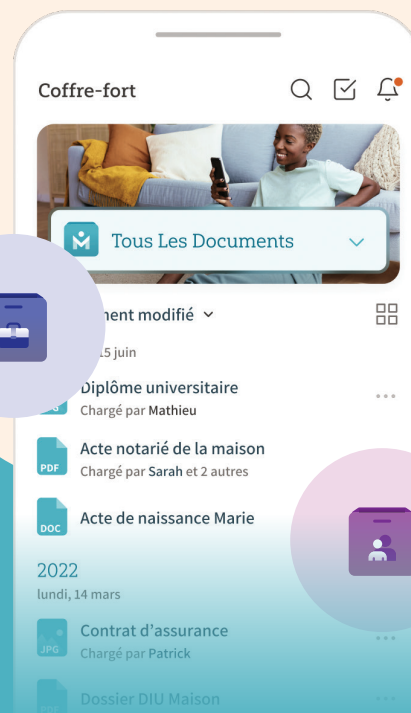 Coffre-fort
Tous Les Documents
modifié
15 juin
Diplôme universitaire
Chargé par Mathieu
Acte notarié de la maison
PDF
Chargé par Sarah et 2 autres
Acte de naissance Marie
DOC
2022
lundi, 14 mars
Contrat d’assurance
JPG
Chargé par Patrick
Dossier DIU Maison